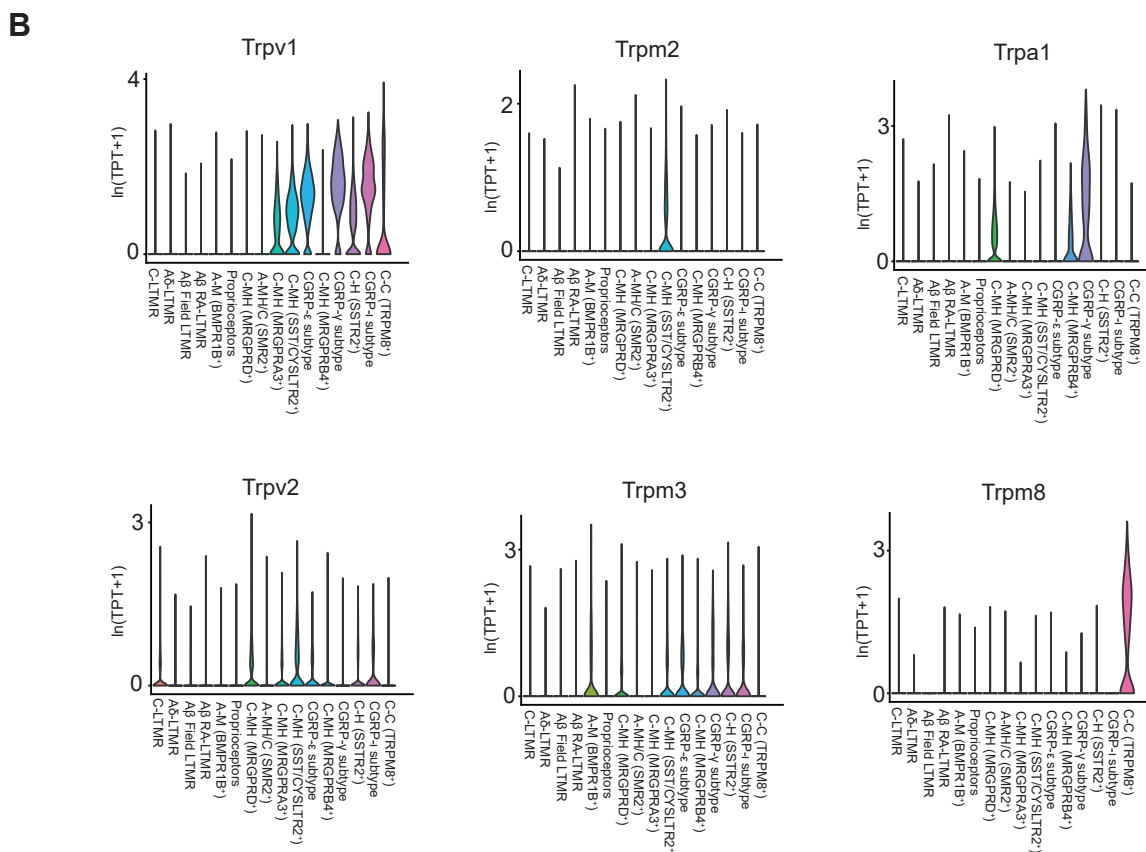 B
Trpv1
Trpm2
Trpa1
ln(TPT+1)
4
0
C-LTMR
Aδ-LTMR
Aβ Field LTMR
Aβ RA-LTMR
A-M (BMPR1B⁺)
Proprioceptors
C-MH (MRGPRD⁺)
A-MH/C (SMR2⁺)
C-MH (MRGPRA3⁺)
C-MH (SST/CYSLTR2⁺)
CGRP-ε subtype
C-MH (MRGPRB4⁺)
CGRP-γ subtype
C-H (SSTR2⁺)
CGRP-ι subtype
C-C (TRPM8⁺)
ln(TPT+1)
2
0
C-LTMR
Aδ-LTMR
Aβ Field LTMR
Aβ RA-LTMR
A-M (BMPR1B⁺)
Proprioceptors
C-MH (MRGPRD⁺)
A-MH/C (SMR2⁺)
C-MH (MRGPRA3⁺)
C-MH (SST/CYSLTR2⁺)
CGRP-ε subtype
C-MH (MRGPRB4⁺)
CGRP-γ subtype
C-H (SSTR2⁺)
CGRP-ι subtype
C-C (TRPM8⁺)
ln(TPT+1)
3
0
C-LTMR
Aδ-LTMR
Aβ Field LTMR
Aβ RA-LTMR
A-M (BMPR1B⁺)
Proprioceptors
C-MH (MRGPRD⁺)
A-MH/C (SMR2⁺)
C-MH (MRGPRA3⁺)
C-MH (SST/CYSLTR2⁺)
CGRP-ε subtype
C-MH (MRGPRB4⁺)
CGRP-γ subtype
C-H (SSTR2⁺)
CGRP-ι subtype
C-C (TRPM8⁺)
Trpv2
Trpm3
Trpm8
ln(TPT+1)
3
0
C-LTMR
Aδ-LTMR
Aβ Field LTMR
Aβ RA-LTMR
A-M (BMPR1B⁺)
Proprioceptors
C-MH (MRGPRD⁺)
A-MH/C (SMR2⁺)
C-MH (MRGPRA3⁺)
C-MH (SST/CYSLTR2⁺)
CGRP-ε subtype
C-MH (MRGPRB4⁺)
CGRP-γ subtype
C-H (SSTR2⁺)
CGRP-ι subtype
C-C (TRPM8⁺)
ln(TPT+1)
3
0
C-LTMR
Aδ-LTMR
Aβ Field LTMR
Aβ RA-LTMR
A-M (BMPR1B⁺)
Proprioceptors
C-MH (MRGPRD⁺)
A-MH/C (SMR2⁺)
C-MH (MRGPRA3⁺)
C-MH (SST/CYSLTR2⁺
CGRP-ε subtype
C-MH (MRGPRB4⁺)
CGRP-γ subtype
C-H (SSTR2⁺)
CGRP-ι subtype
C-C (TRPM8⁺)
ln(TPT+1)
3
0
C-LTMR
Aδ-LTMR
Aβ Field LTMR
Aβ RA-LTMR
A-M (BMPR1B⁺)
Proprioceptors
C-MH (MRGPRD⁺)
A-MH/C (SMR2⁺)
C-MH (MRGPRA3⁺)
C-MH (SST/CYSLTR2⁺)
CGRP-ε subtype
C-MH (MRGPRB4⁺)
CGRP-γ subtype
C-H (SSTR2⁺)
CGRP-ι subtype
C-C (TRPM8⁺)